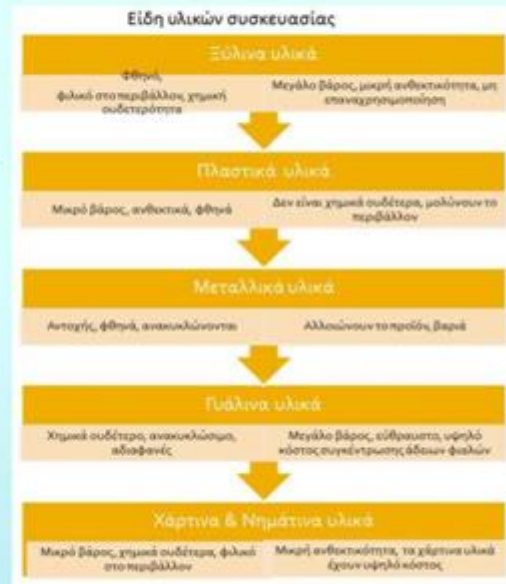 Είδη υλικών συσκευασίας
Ξύλινα υλικά
Φθηνό,
φιλικό στο περιβάλλον, χημική
ουδετερότητα
Μεγάλο βάρος, μικρή ανθεκτικότητα, μη
επαναχρησιμοποίηση
Πλαστικά υλικά
Μικρό βάρος, ανθεκτικά, φθηνά
Δεν είναι χημικά ουδέτερα, μολύνουν το
περιβάλλον
Μεταλλικά υλικά
Αντοχής, φθηνά, ανακυκλώνονται
Αλλοιώνουν το προϊόν, βαριά
Γυάλινα υλικά
Χημικά ουδέτερο, ανακυκλώσιμο,
αδιαφανές
Μεγάλο βάρος, εύθραυστο, υψηλό
κόστος συγκέντρωσης άδειων φιαλών
Χάρτινα & Νημάτινα υλικά
Μικρό βάρος, χημικά ουδέτερα, φιλικό
στο περιβάλλον
Μικρή ανθεκτικότητα, τα χάρτινα υλικά
έχουν υψηλό κόστος